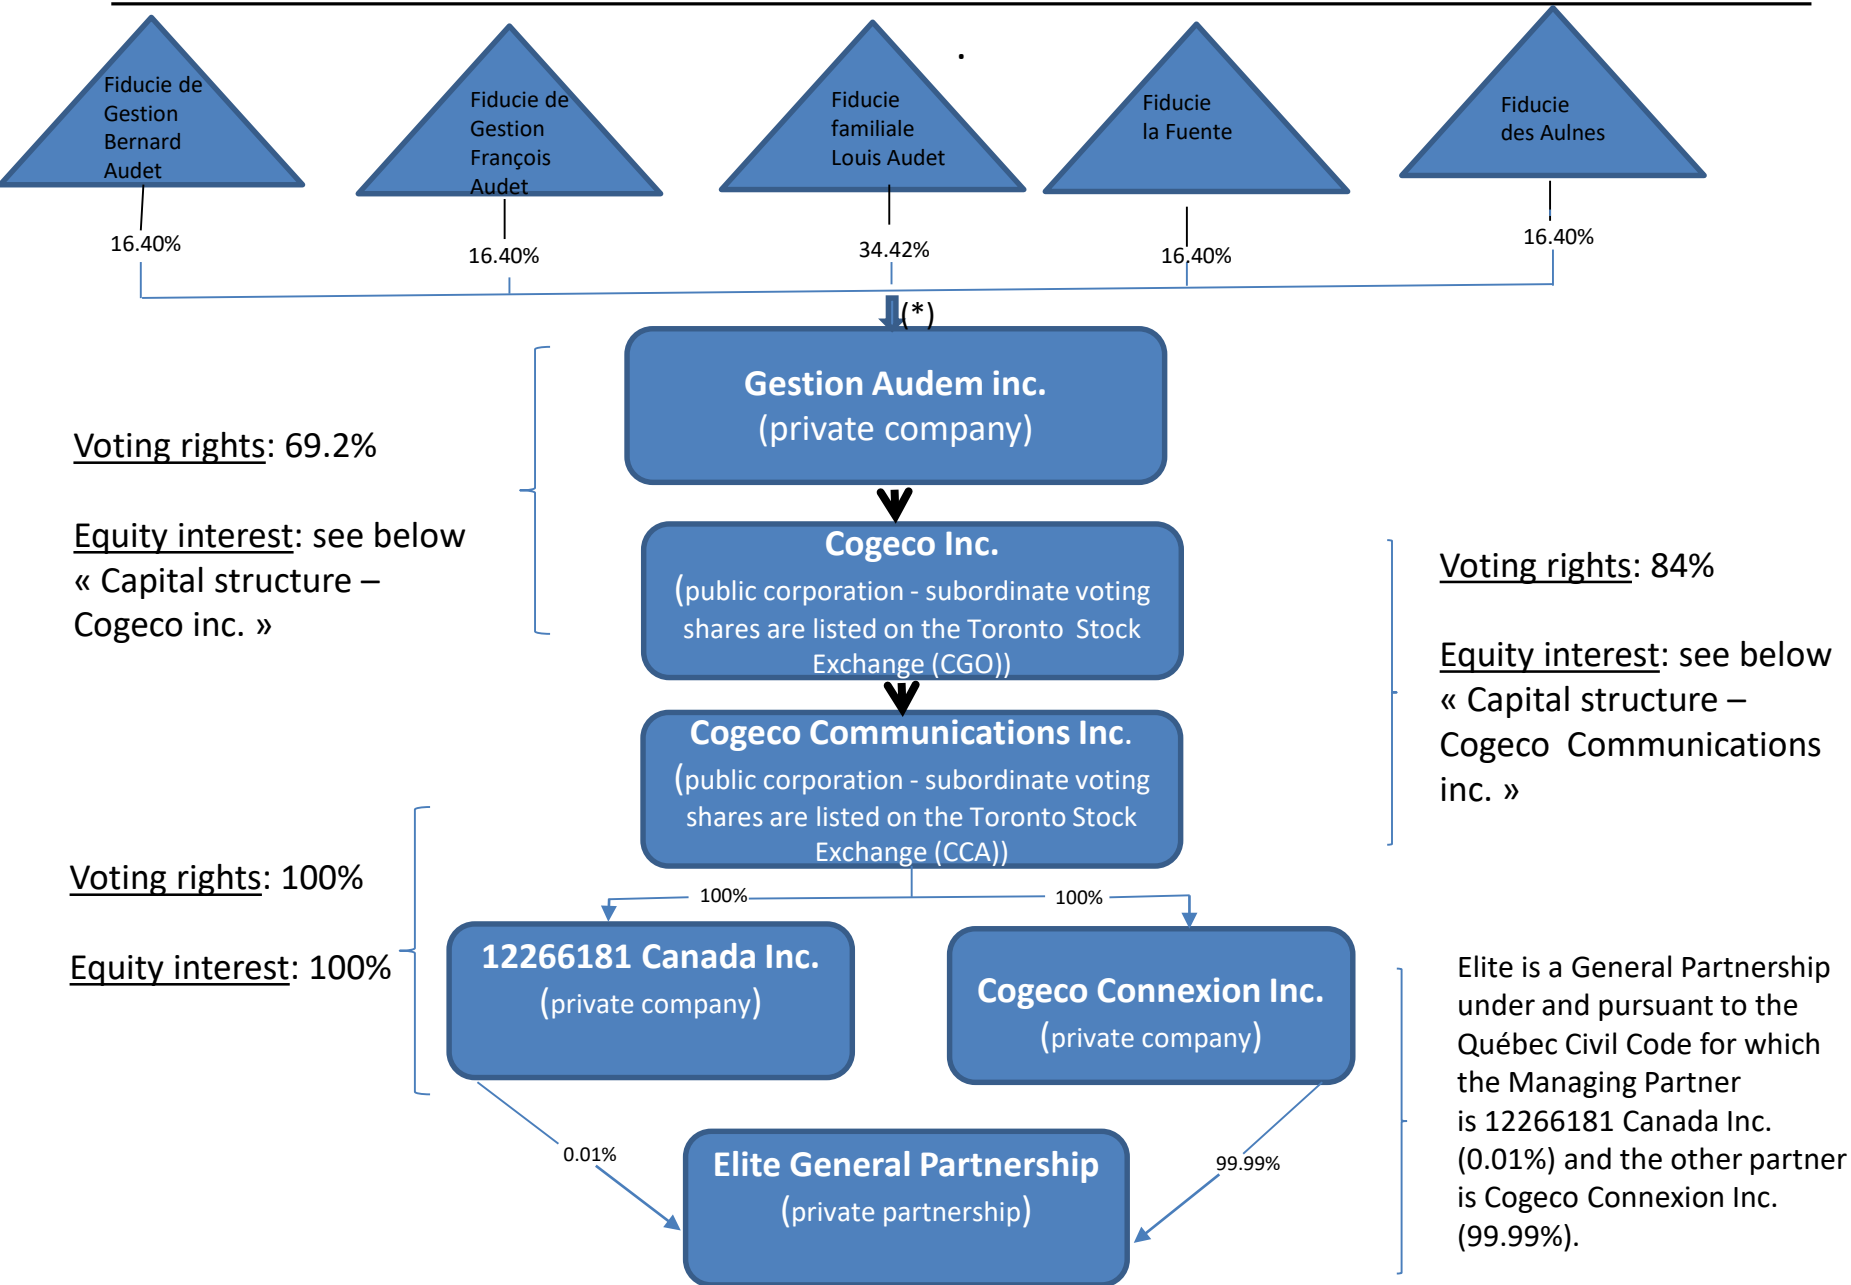 .
Fiducie de
Gestion
Bernard
Audet
Fiducie de
Gestion
François
Audet
Fiducie
familiale
Louis Audet
Fiducie
la Fuente
Fiducie
des Aulnes
16.40%
16.40%
34.42%
16.40%
16.40%
(*)
Gestion Audem inc.
(private company)
Voting rights: 69.2%
Equity interest: see below
« Capital structure –
Cogeco inc. »
Cogeco Inc.
(public corporation - subordinate voting
shares are listed on the Toronto Stock
Exchange (CGO))
Voting rights: 84%
Equity interest: see below
« Capital structure –
Cogeco Communications
inc. »
Cogeco Communications Inc.
(public corporation - subordinate voting
shares are listed on the Toronto Stock
Exchange (CCA))
Voting rights: 100%
Equity interest: 100%
100%
100%
12266181 Canada Inc.
(private company)
Cogeco Connexion Inc.
(private company)
Elite is a General Partnership
under and pursuant to the
Québec Civil Code for which
the Managing Partner
is 12266181 Canada Inc.
(0.01%) and the other partner
is Cogeco Connexion Inc.
(99.99%).
0.01%
99.99%
Elite General Partnership
(private partnership)